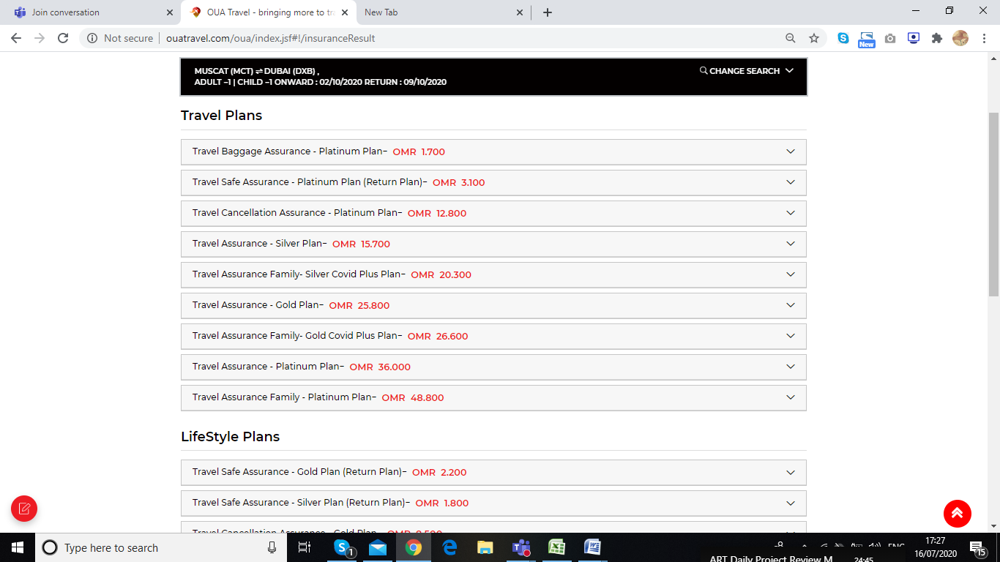 Join conversation
OUA Travel - bringing more to tra
New Tab
Not secure
ouatravel.com/oua/index.jsf#!/insuranceResult
New
MUSCAT (MCT) ⇌ DUBAI (DXB) ,
ADULT –1 | CHILD –1 ONWARD : 02/10/2020 RETURN : 09/10/2020
CHANGE SEARCH
Travel Plans
Travel Baggage Assurance - Platinum Plan– OMR 1.700
Travel Safe Assurance - Platinum Plan (Return Plan)– OMR 3.100
Travel Cancellation Assurance - Platinum Plan– OMR 12.800
Travel Assurance - Silver Plan– OMR 15.700
Travel Assurance Family- Silver Covid Plus Plan– OMR 20.300
Travel Assurance - Gold Plan– OMR 25.800
Travel Assurance Family- Gold Covid Plus Plan– OMR 26.600
Travel Assurance - Platinum Plan– OMR 36.000
Travel Assurance Family - Platinum Plan– OMR 48.800
LifeStyle Plans
Travel Safe Assurance - Gold Plan (Return Plan)– OMR 2.200
Travel Safe Assurance - Silver Plan (Return Plan)– OMR 1.800
Travel Cancellation Assurance - Gold Plan– OMR
Type here to search
1
ENG
17:27
16/07/2020
15
ART Daily Project Review M
24:45